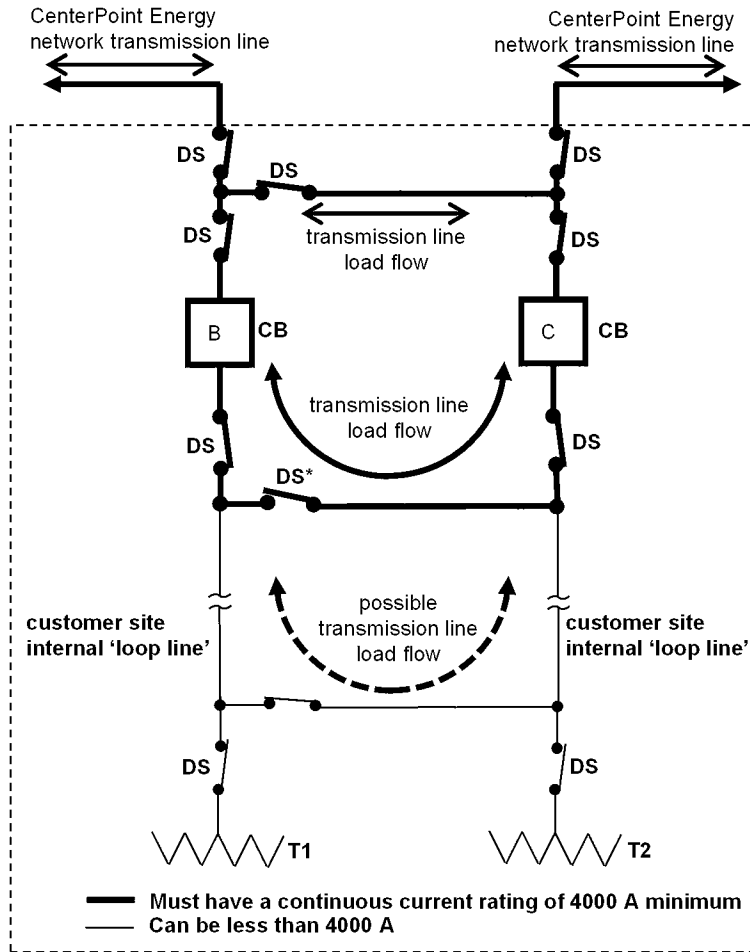 CenterPoint Energy
network transmission line
CenterPoint Energy
network transmission line
DS
DS
DS
DS
DS
transmission line
load flow
B
CB
C
CB
transmission line
load flow
DS
DS
DS*
possible
transmission line
load flow
customer site
internal 'loop line'
customer site
internal 'loop line'
DS
DS
T1
T2
Must have a continuous current rating of 4000 A minimum
Can be less than 4000 A